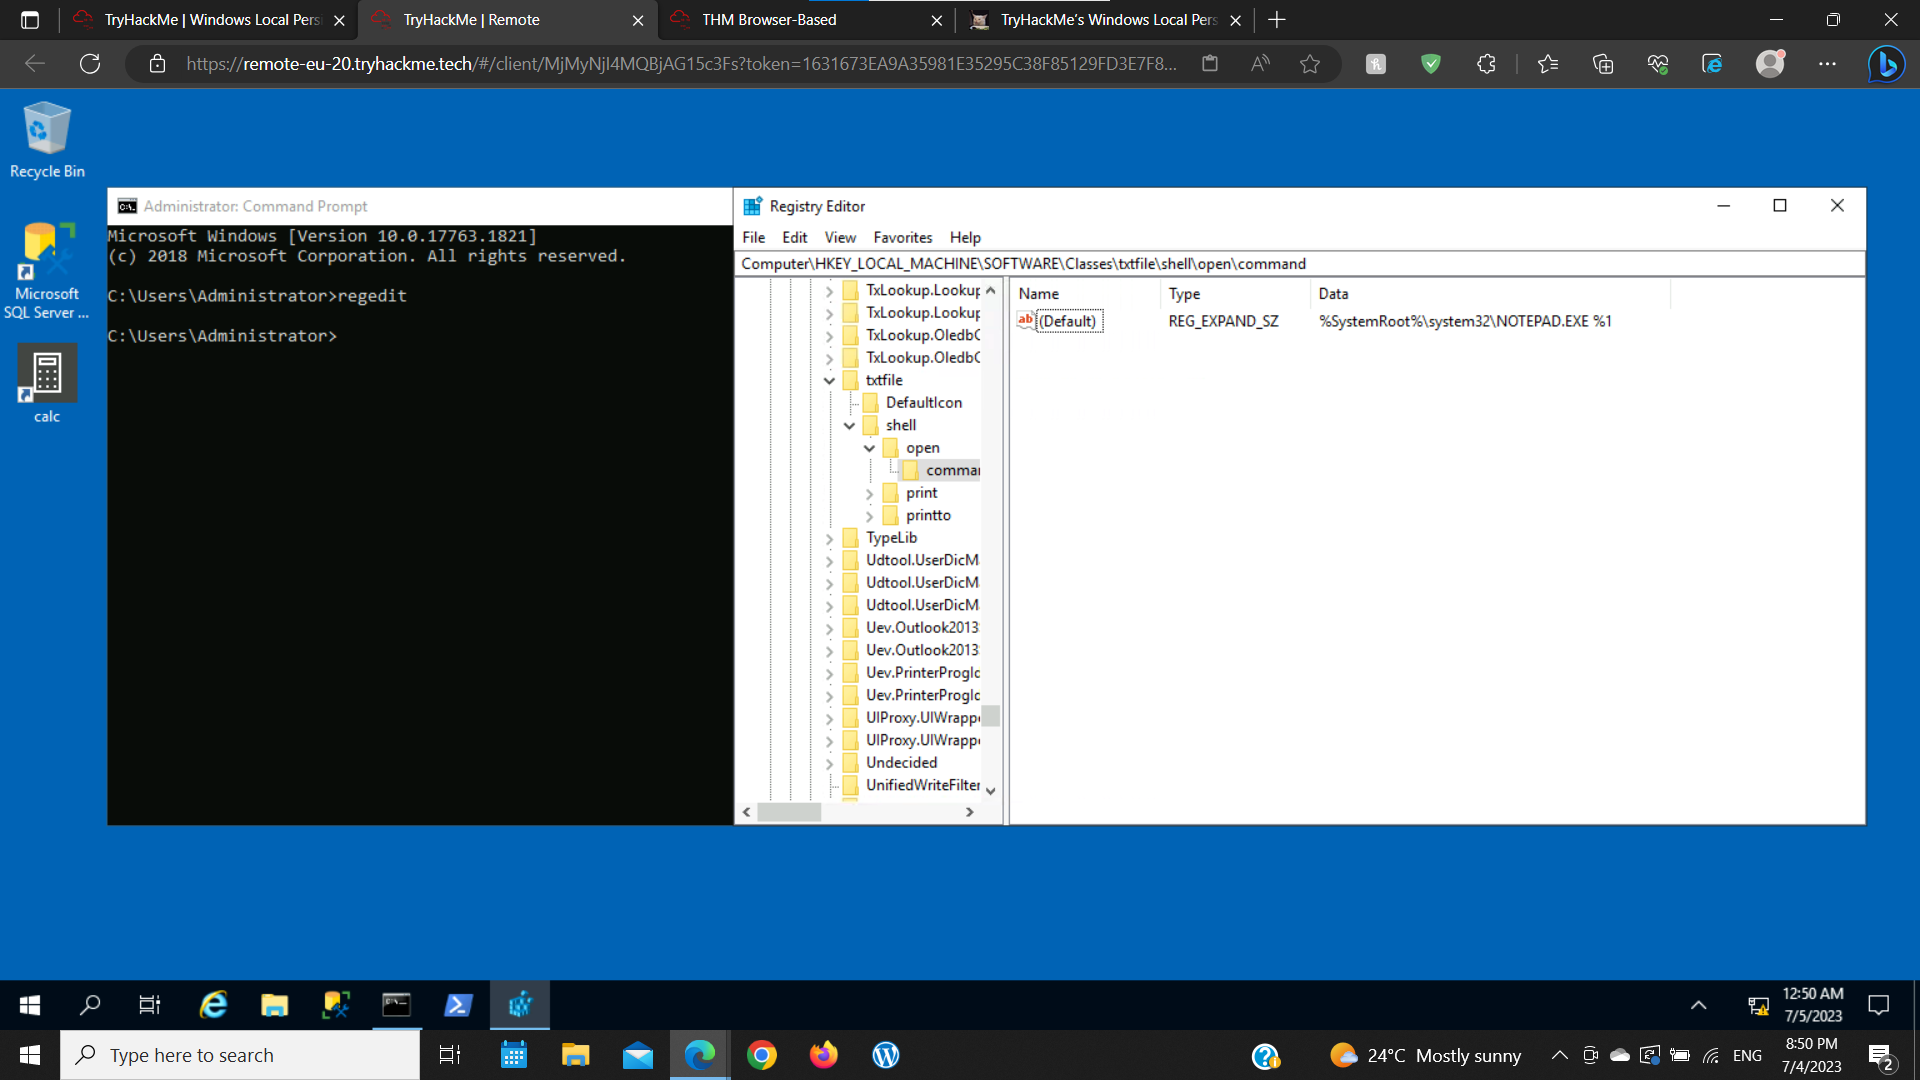 TryHackMe | Windows Local Pers
TryHackMe | Remote
THM Browser-Based
TryHackMe's Windows Local Pers
https://remote-eu-20.tryhackme.tech/#/client/MjMyNjI4MQBjAG15c3Fs?token=1631673EA9A35981E35295C38F85129FD3E7F8...
Recycle Bin
Microsoft
SQL Server ...
calc
Administrator: Command Prompt
Microsoft Windows [Version 10.0.17763.1821]
(c) 2018 Microsoft Corporation. All rights reserved.
C:\Users\Administrator>regedit
C:\Users\Administrator>
Registry Editor
File Edit View Favorites Help
Computer\HKEY_LOCAL_MACHINE\SOFTWARE\Classes\txtfile\shell\open\command
TxLookup.Lookup
TxLookup.Lookup
TxLookup.OledbC
TxLookup.OledbC
txtfile
DefaultIcon
shell
open
comman
print
printto
TypeLib
Udtool.UserDicM
Udtool.UserDicM
Udtool.UserDicM
Uev.Outlook2013
Uev.Outlook2013
Uev.PrinterProgId
Uev.PrinterProgId
UIProxy.UIWrappe
UIProxy.UIWrappe
Undecided
UnifiedWriteFilter
Name Type Data
(Default) REG_EXPAND_SZ %SystemRoot%\system32\NOTEPAD.EXE %1
12:50 AM
7/5/2023
Type here to search
24°C Mostly sunny
ENG
8:50 PM
7/4/2023
2